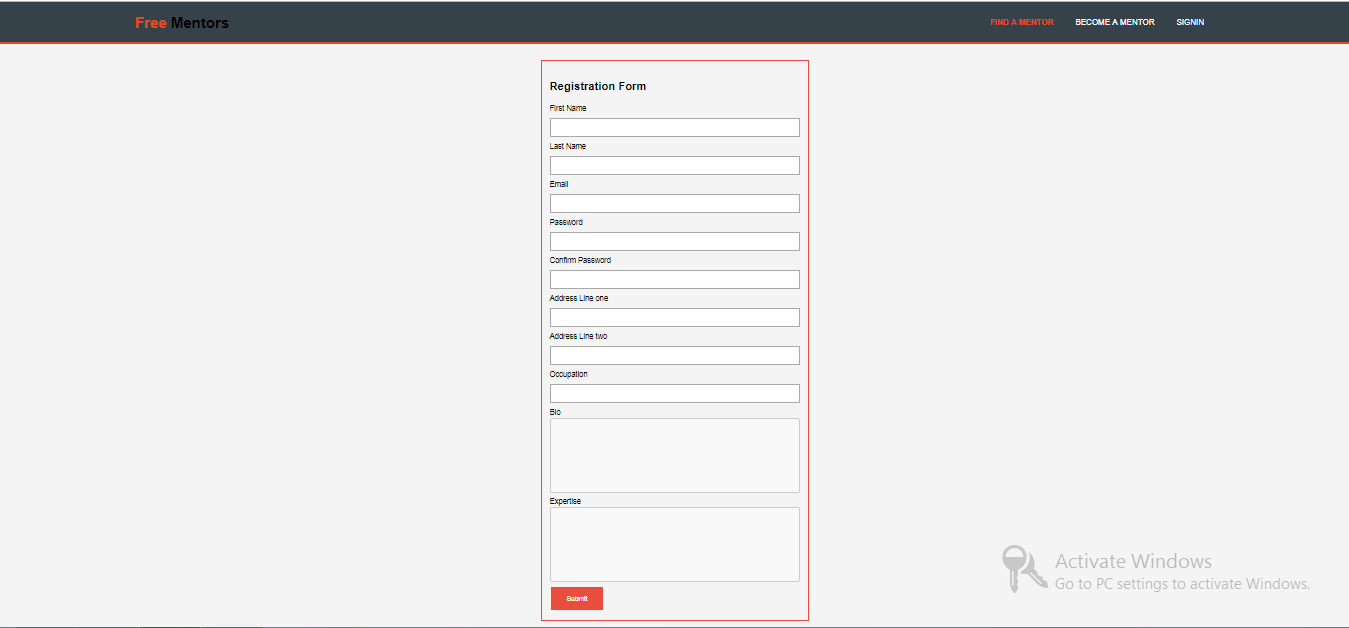 Free Mentors
FIND A MENTOR BECOME A MENTOR SIGNIN
Registration Form
First Name
Last Name
Email
Password
Confirm Password
Address Line one
Address Line two
Occupation
Bio
Expertise
Submit
Activate Windows
Go to PC settings to activate Windows.